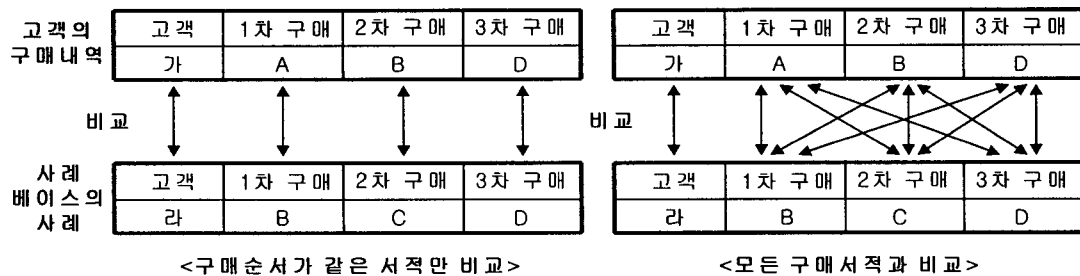 고객의 구매내역
고객 1차 구매 2차 구매 3차 구매
가 A B D
비교
사례 베이스의 사례
고객 1차 구매 2차 구매 3차 구매
라 B C D
<구매순서가 같은 서적만 비교>
고객 1차 구매 2차 구매 3차 구매
가 A B D
비교
고객 1차 구매 2차 구매 3차 구매
라 B C D
<모든 구매서적과 비교>